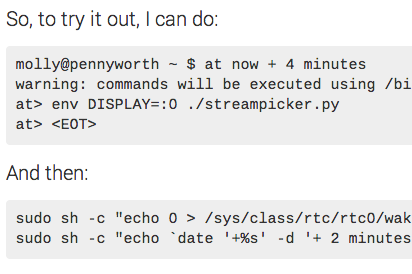 So, to try it out, I can do:
molly@pennyworth ~ $ at now + 4 minutes
warning: commands will be executed using /bi
at> env DISPLAY=:0 ./streampicker.py
at> <EOT>
And then:
sudo sh -c "echo 0 > /sys/class/rtc/rtc0/wak
sudo sh -c "echo `date '+%s' -d '+ 2 minutes